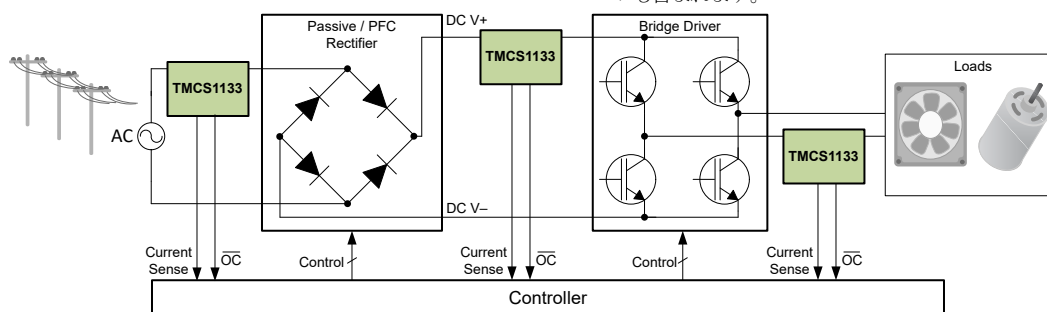 Passive / PFC
Rectifier
DC V+
TMCS1133
Bridge Driver
Loads
TMCS1133
AC
TMCS1133
DC V–
Current
Sense
OC
Control
Current
Sense
OC
Control
Current
Sense
OC
Controller